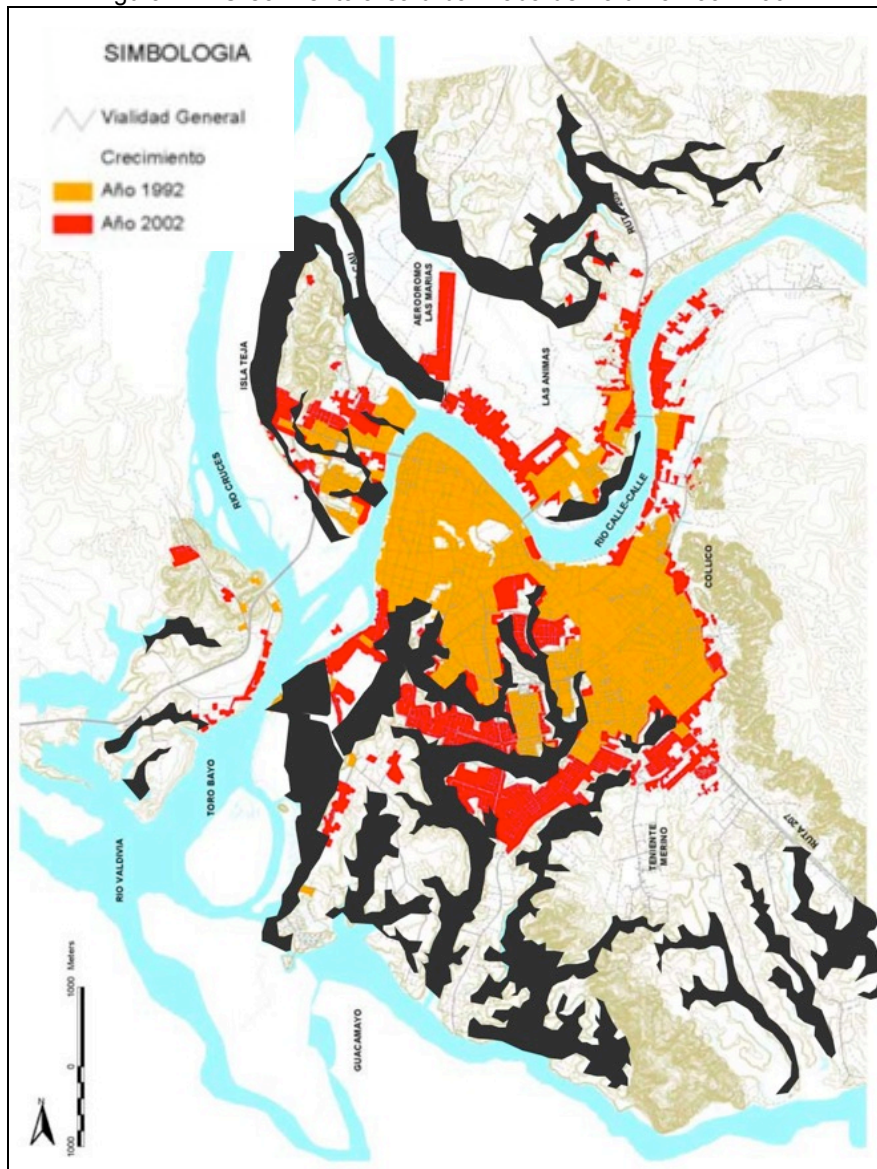 SIMBOLOGIA
Vialidad General
Crecimiento
Año 1992
Año 2002
ISLA TEJA
RIO CRUCES
CAU
AERODROMO
LAS MARIAS
LAS ANIMAS
RIO CALLE-CALLE
COLLICO
RIO VALDIVIA
TORO BAYO
GUACAMAYO
TENIENTE
MERINO
RUTA 207
N
1000 0 1000 Meters